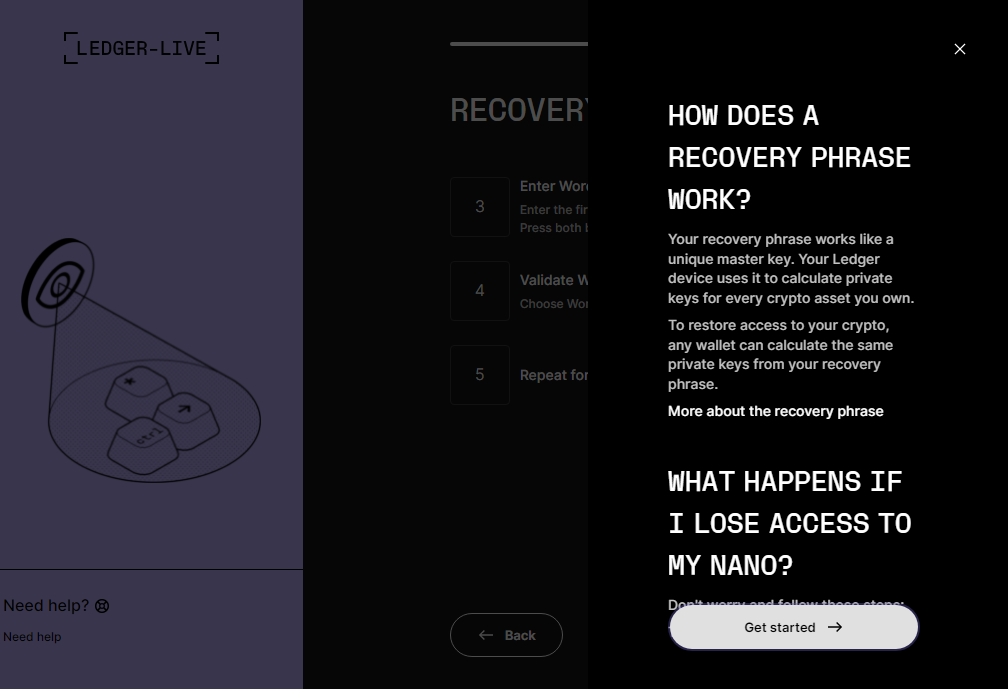 LEDGER-LIVE
ctrl
Need help?
Need help
RECOVERY
3
Enter Word
Enter the fir
Press both b
4
Validate W
Choose Wor
5
Repeat for
Back
HOW DOES A
RECOVERY PHRASE
WORK?
Your recovery phrase works like a
unique master key. Your Ledger
device uses it to calculate private
keys for every crypto asset you own.
To restore access to your crypto,
any wallet can calculate the same
private keys from your recovery
phrase.
More about the recovery phrase
WHAT HAPPENS IF
I LOSE ACCESS TO
MY NANO?
Don't worry and follow these steps:
Get started